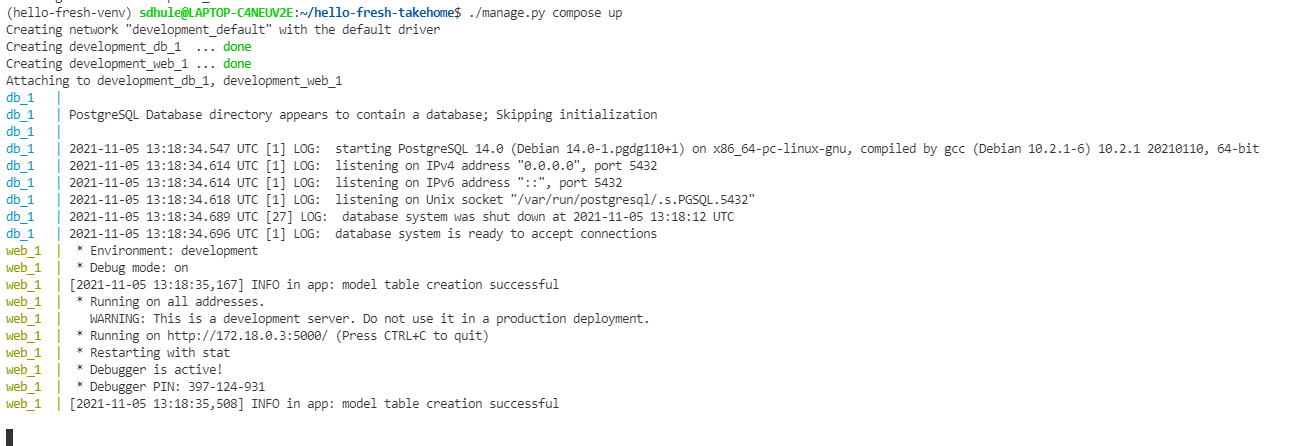 (hello-fresh-venv) sdhule@LAPTOP-C4NEUV2E:~/hello-fresh-takehome$ ./manage.py compose up
Creating network "development_default" with the default driver
Creating development_db_1  ... done
Creating development_web_1 ... done
Attaching to development_db_1, development_web_1
db_1   |
db_1   | PostgreSQL Database directory appears to contain a database; Skipping initialization
db_1   |
db_1   | 2021-11-05 13:18:34.547 UTC [1] LOG:  starting PostgreSQL 14.0 (Debian 14.0-1.pgdg110+1) on x86_64-pc-linux-gnu, compiled by gcc (Debian 10.2.1-6) 10.2.1 20210110, 64-bit
db_1   | 2021-11-05 13:18:34.614 UTC [1] LOG:  listening on IPv4 address "0.0.0.0", port 5432
db_1   | 2021-11-05 13:18:34.614 UTC [1] LOG:  listening on IPv6 address "::", port 5432
db_1   | 2021-11-05 13:18:34.618 UTC [1] LOG:  listening on Unix socket "/var/run/postgresql/.s.PGSQL.5432"
db_1   | 2021-11-05 13:18:34.689 UTC [27] LOG:  database system was shut down at 2021-11-05 13:18:12 UTC
db_1   | 2021-11-05 13:18:34.696 UTC [1] LOG:  database system is ready to accept connections
web_1  |  * Environment: development
web_1  |  * Debug mode: on
web_1  | [2021-11-05 13:18:35,167] INFO in app: model table creation successful
web_1  |  * Running on all addresses.
web_1  |    WARNING: This is a development server. Do not use it in a production deployment.
web_1  |  * Running on http://172.18.0.3:5000/ (Press CTRL+C to quit)
web_1  |  * Restarting with stat
web_1  |  * Debugger is active!
web_1  |  * Debugger PIN: 397-124-931
web_1  | [2021-11-05 13:18:35,508] INFO in app: model table creation successful